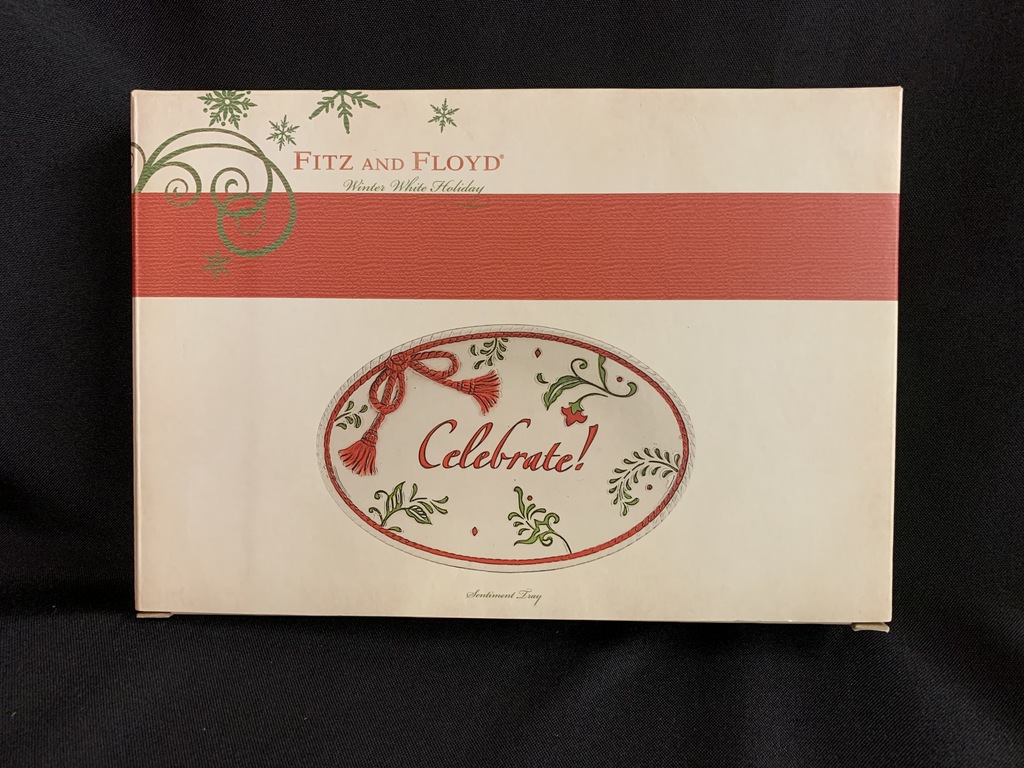 FITZ AND FLOYD®
Winter White Holiday
Celebrate!
Sentiment Tray